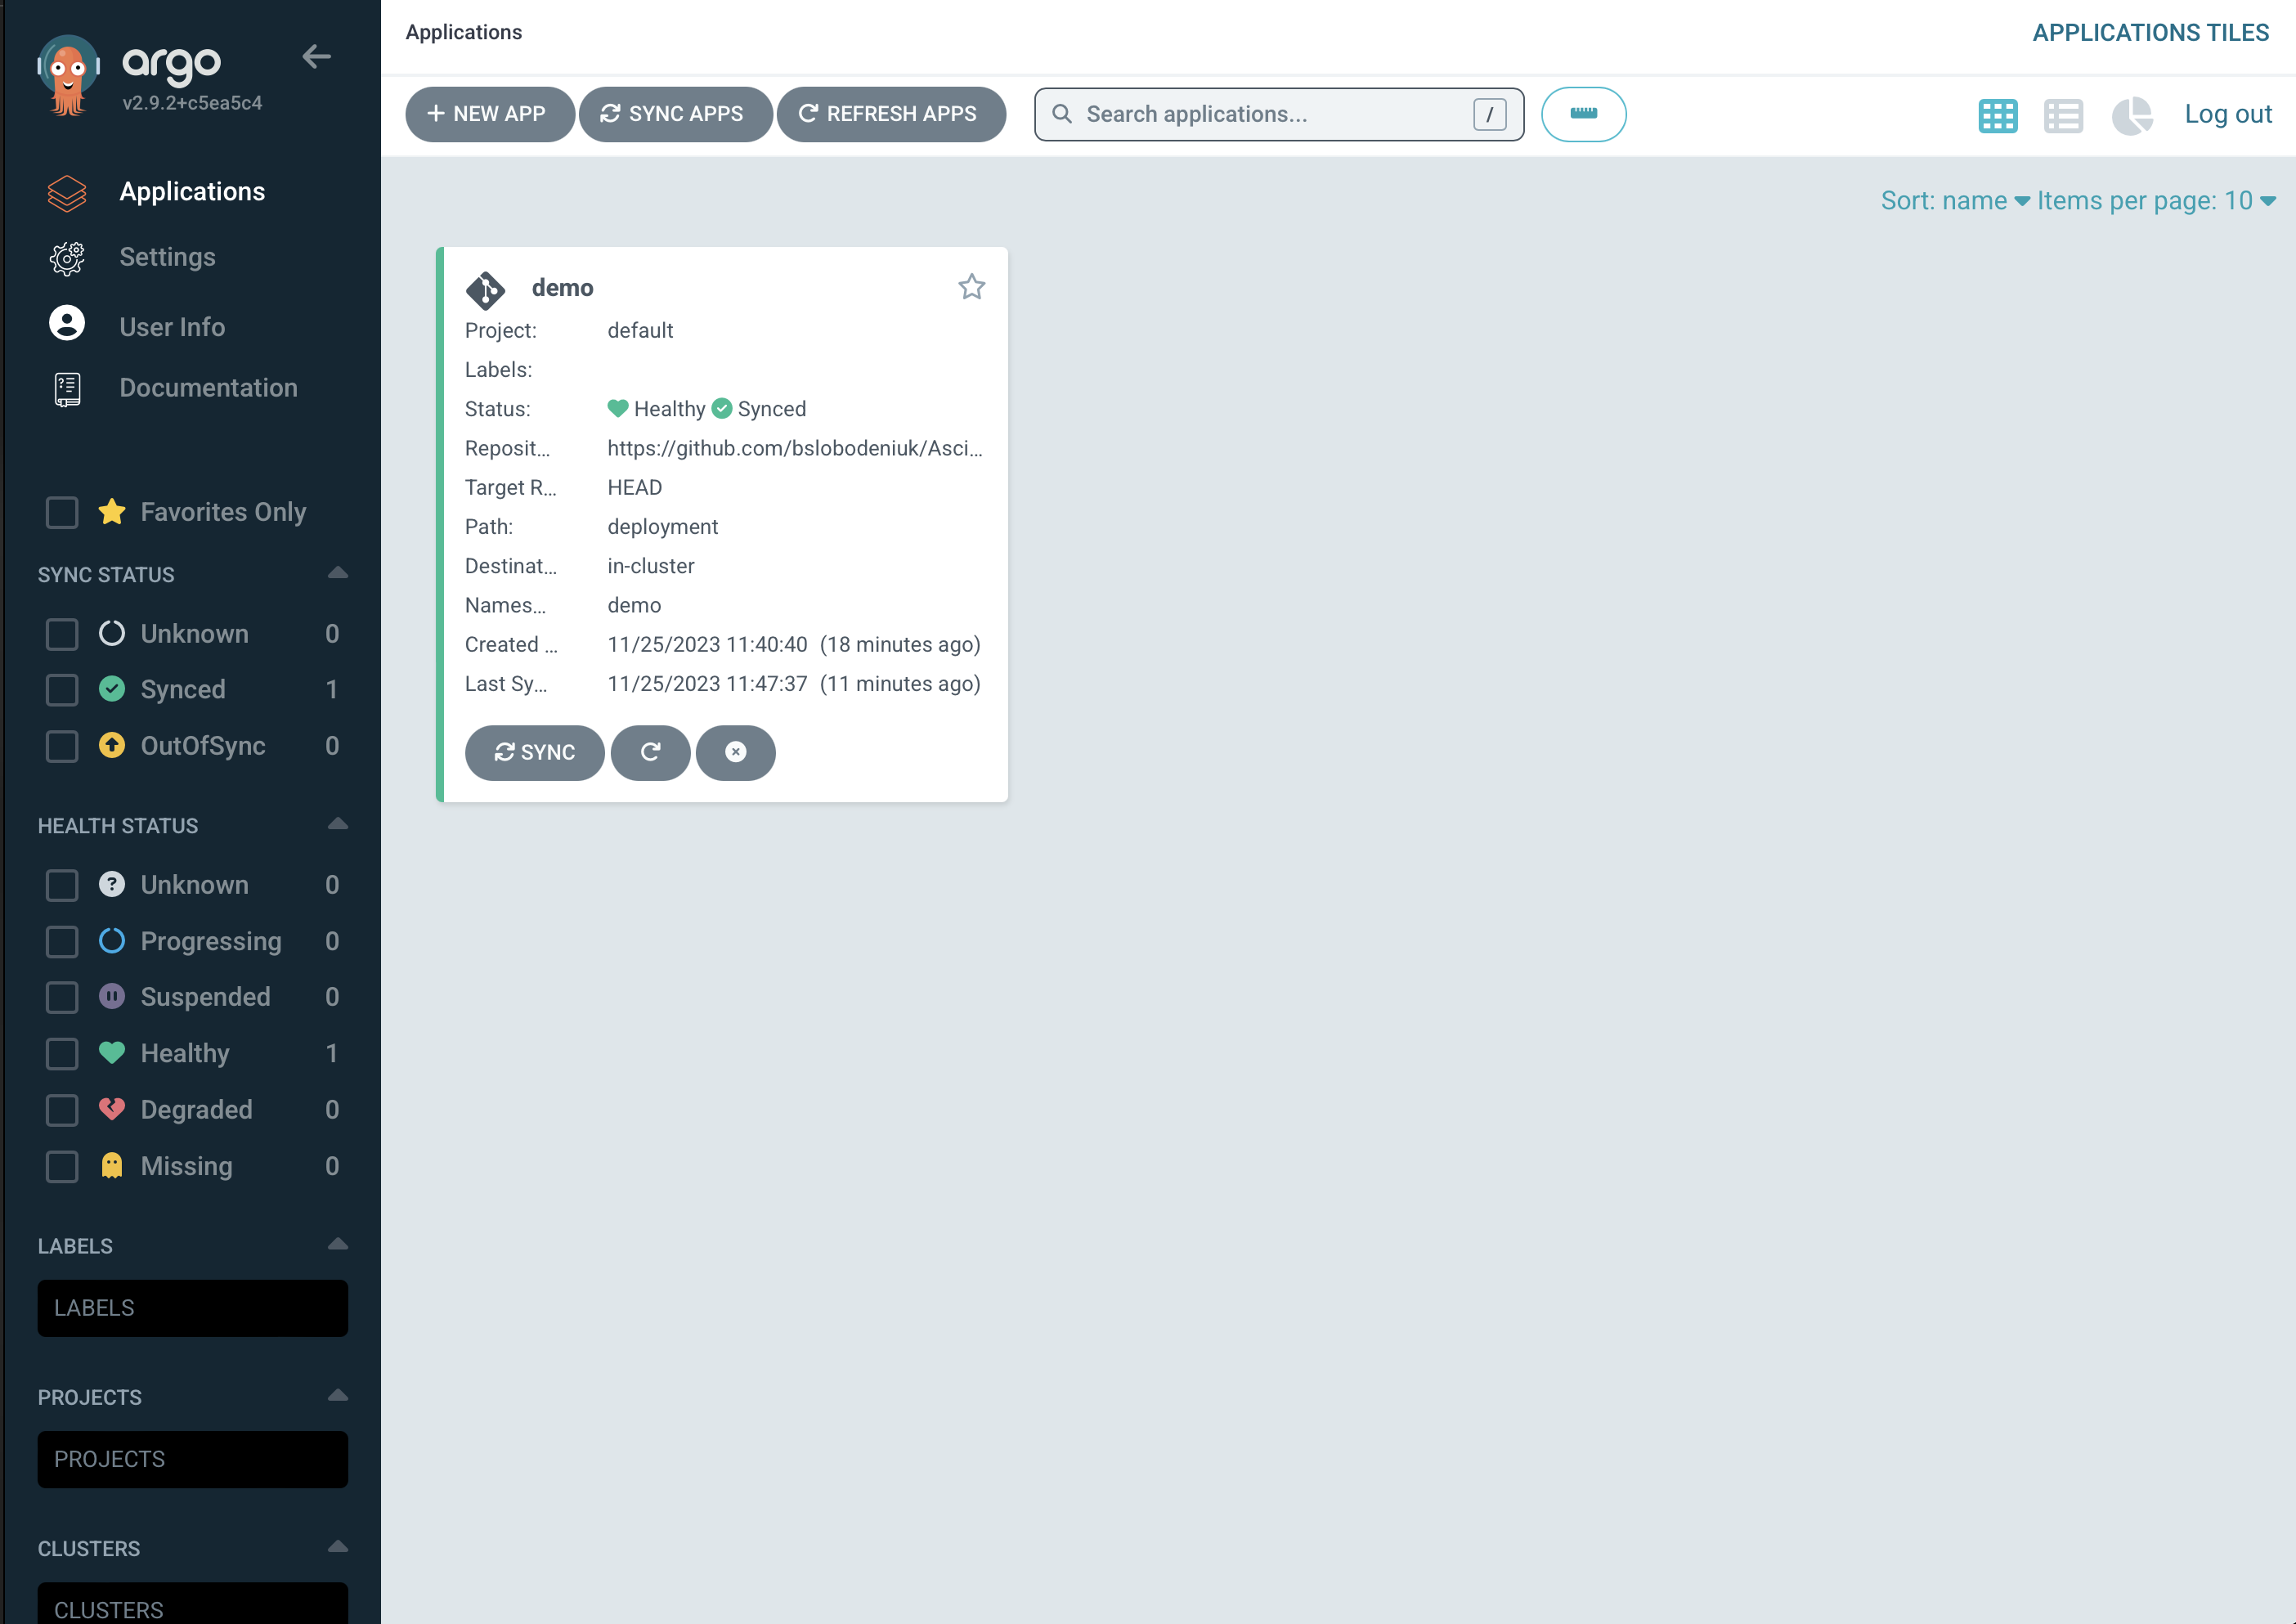 argo
v2.9.2+c5ea5c4
Applications
Settings
User Info
Documentation
Favorites Only
SYNC STATUS
Unknown 0
Synced 1
OutOfSync 0
HEALTH STATUS
Unknown 0
Progressing 0
Suspended 0
Healthy 1
Degraded 0
Missing 0
LABELS
LABELS
PROJECTS
PROJECTS
CLUSTERS
CLUSTERS
Applications
APPLICATIONS TILES
+ NEW APP SYNC APPS REFRESH APPS Search applications... / Log out
Sort: name Items per page: 10
demo
Project: default
Labels:
Status: Healthy Synced
Reposit... https://github.com/bslobodeniuk/Asci...
Target R... HEAD
Path: deployment
Destinat... in-cluster
Names... demo
Created ... 11/25/2023 11:40:40 (18 minutes ago)
Last Sy... 11/25/2023 11:47:37 (11 minutes ago)
SYNC